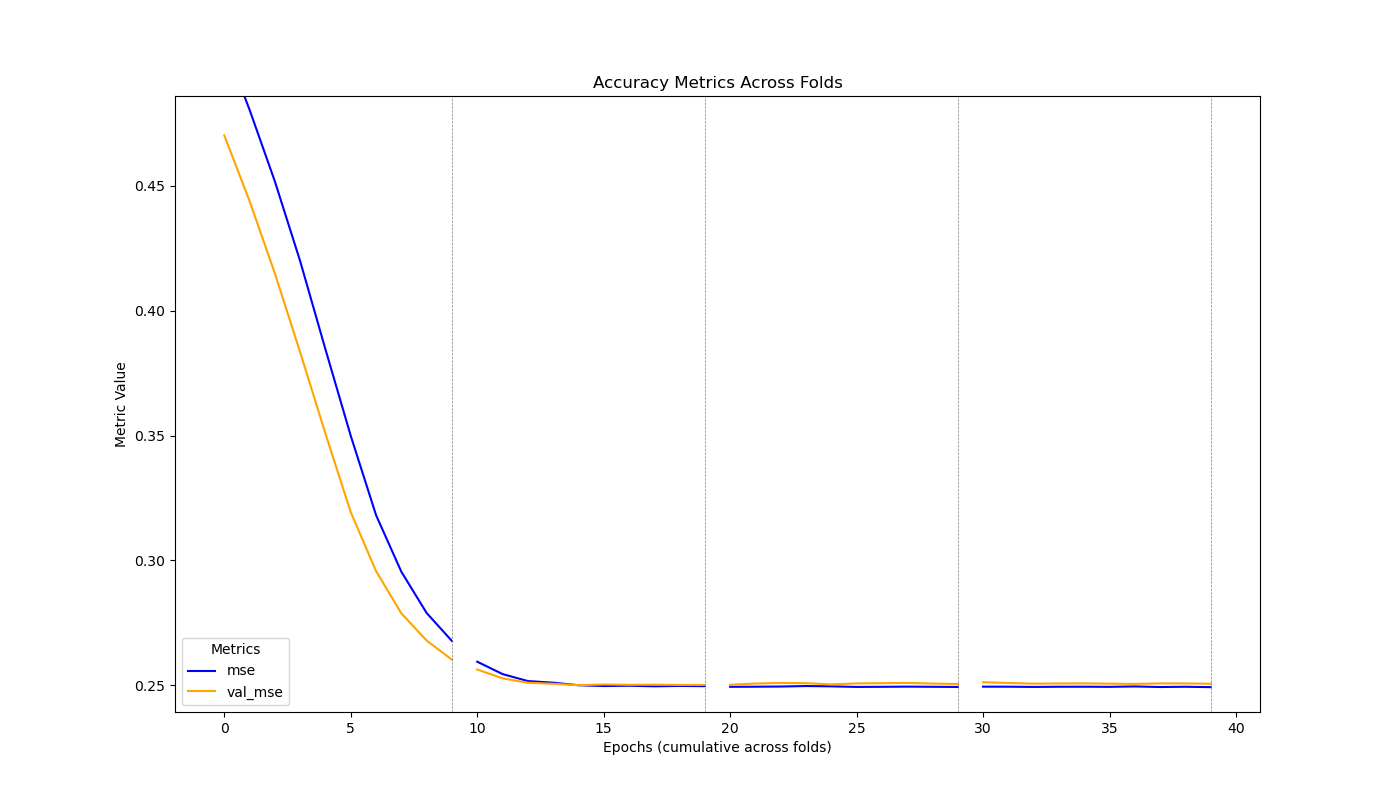 Accuracy Metrics Across Folds
Metric Value
0.45
0.40
0.35
0.30
0.25
Metrics
mse
val_mse
0 5 10 15 20 25 30 35 40
Epochs (cumulative across folds)